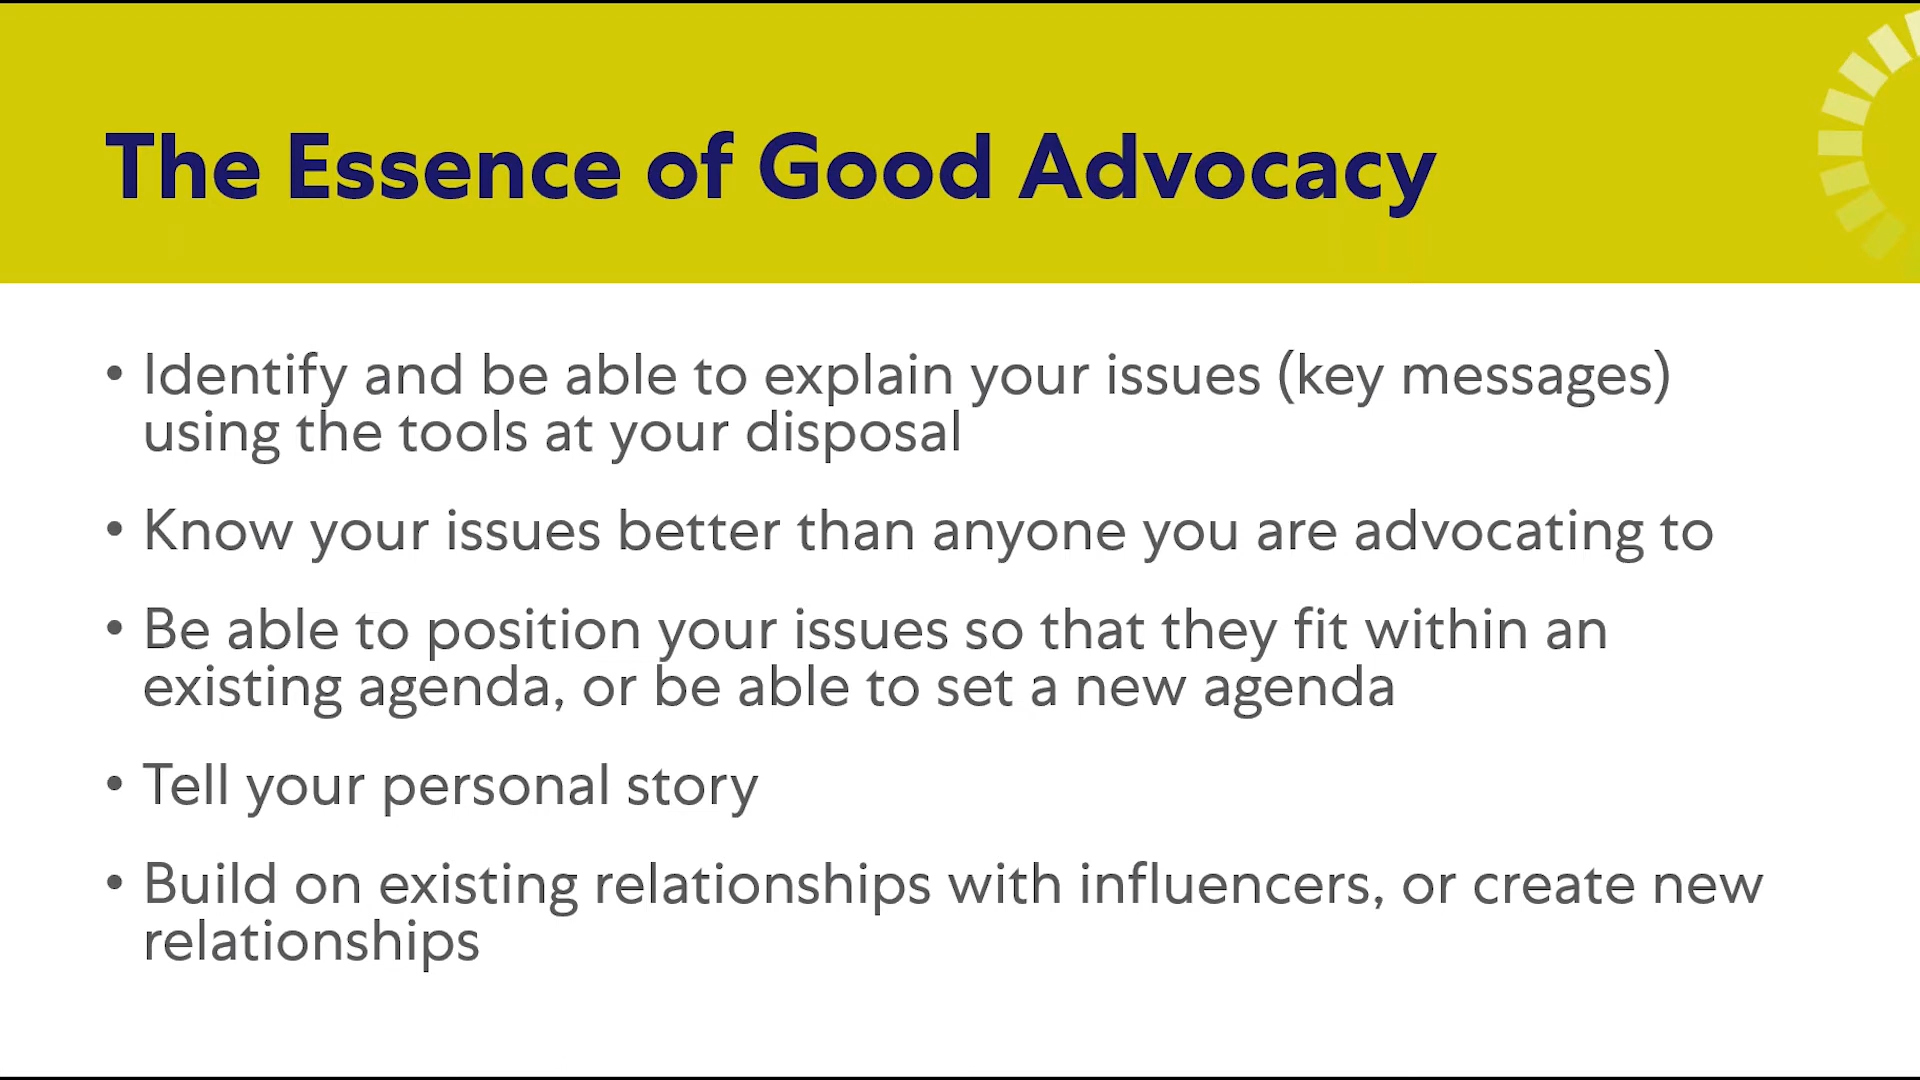 The Essence of Good Advocacy
• Identify and be able to explain your issues (key messages)
using the tools at your disposal
• Know your issues better than anyone you are advocating to
• Be able to position your issues so that they fit within an
existing agenda, or be able to set a new agenda
• Tell your personal story
• Build on existing relationships with influencers, or create new
relationships